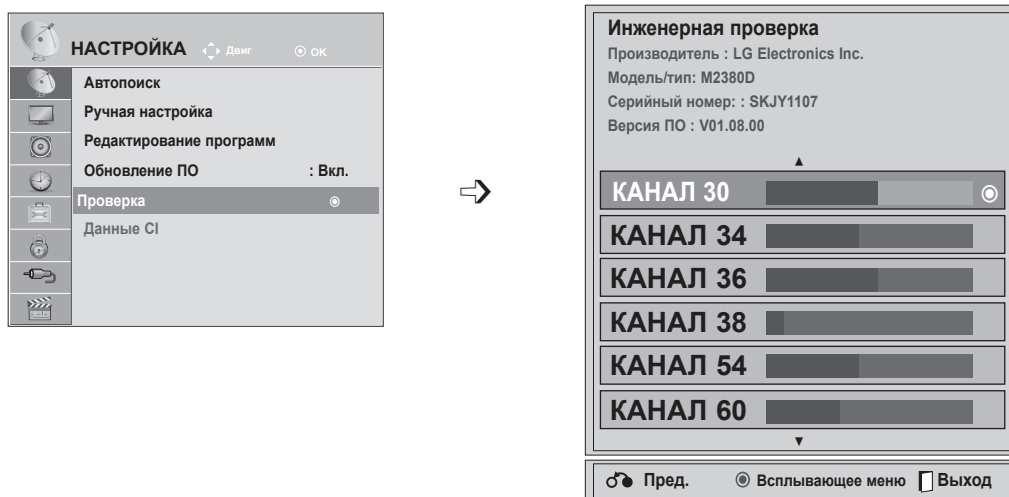 НАСТРОЙКА Двиг ОК
Автопоиск
Ручная настройка
Редактирование программ
Обновление ПО : Вкл.
Проверка
Данные CI
Инженерная проверка
Производитель : LG Electronics Inc.
Модель/тип: M2380D
Серийный номер: : SKJY1107
Версия ПО : V01.08.00
КАНАЛ 30
КАНАЛ 34
КАНАЛ 36
КАНАЛ 38
КАНАЛ 54
КАНАЛ 60
Пред. Всплывающее меню Выход